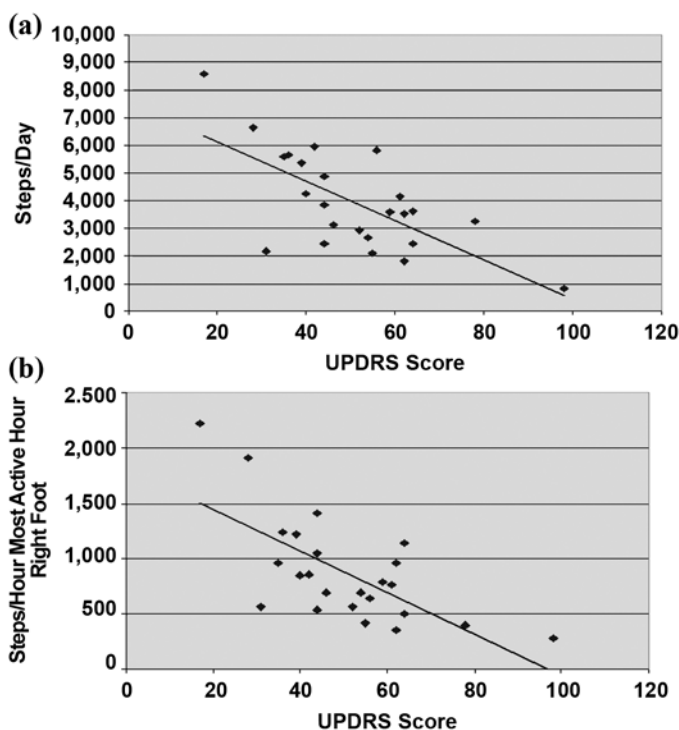 (a)
10,000
9,000
8,000
7,000
6,000
5,000
4,000
3,000
2,000
1,000
0
Steps/Day
0 20 40 60 80 100 120
UPDRS Score
(b)
2.500
2,000
1,500
1,000
500
0
Steps/Hour Most Active Hour
Right Foot
0 20 40 60 80 100 120
UPDRS Score